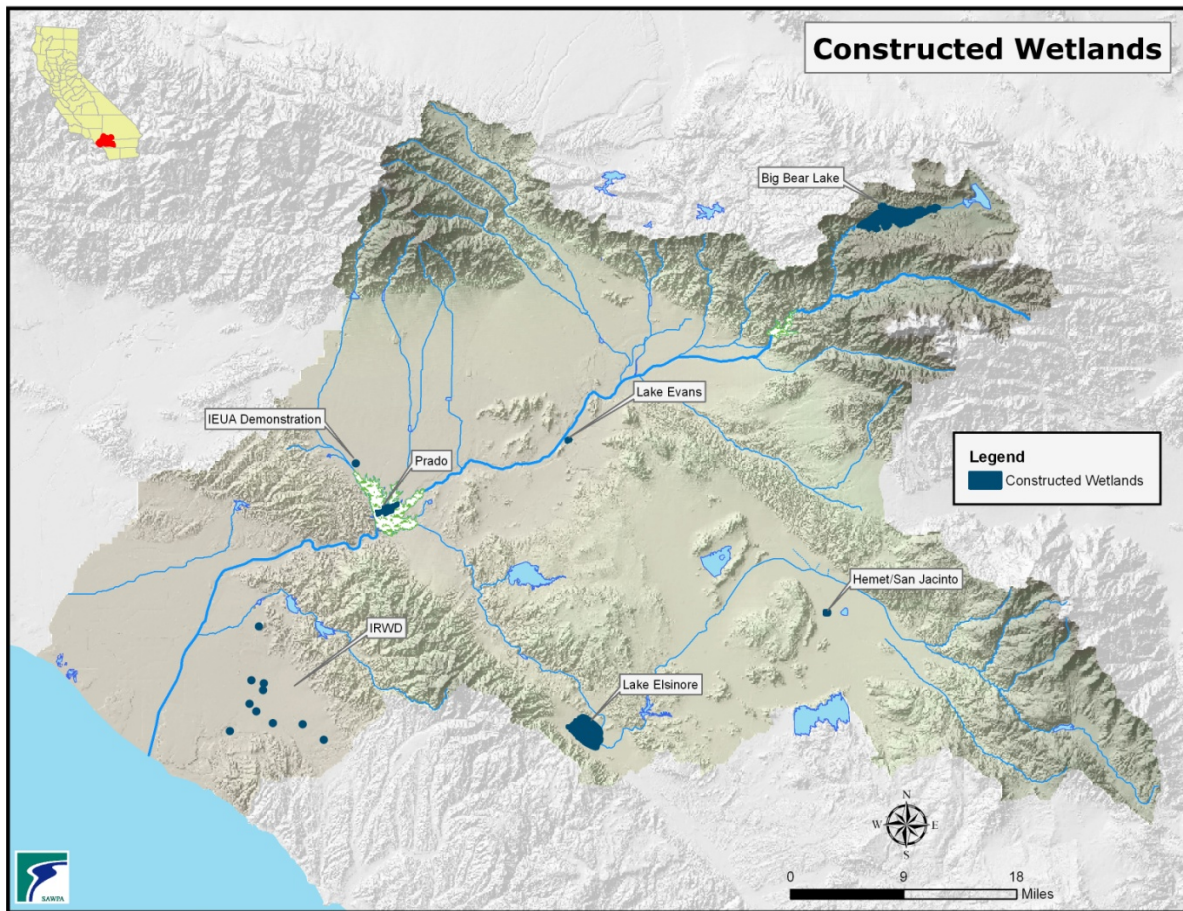 Constructed Wetlands
Big Bear Lake
Lake Evans
IEUA Demonstration
Prado
Legend
Constructed Wetlands
Hemet/San Jacinto
IRWD
Lake Elsinore
N
W E
S
0 9 18
Miles
SAWPA